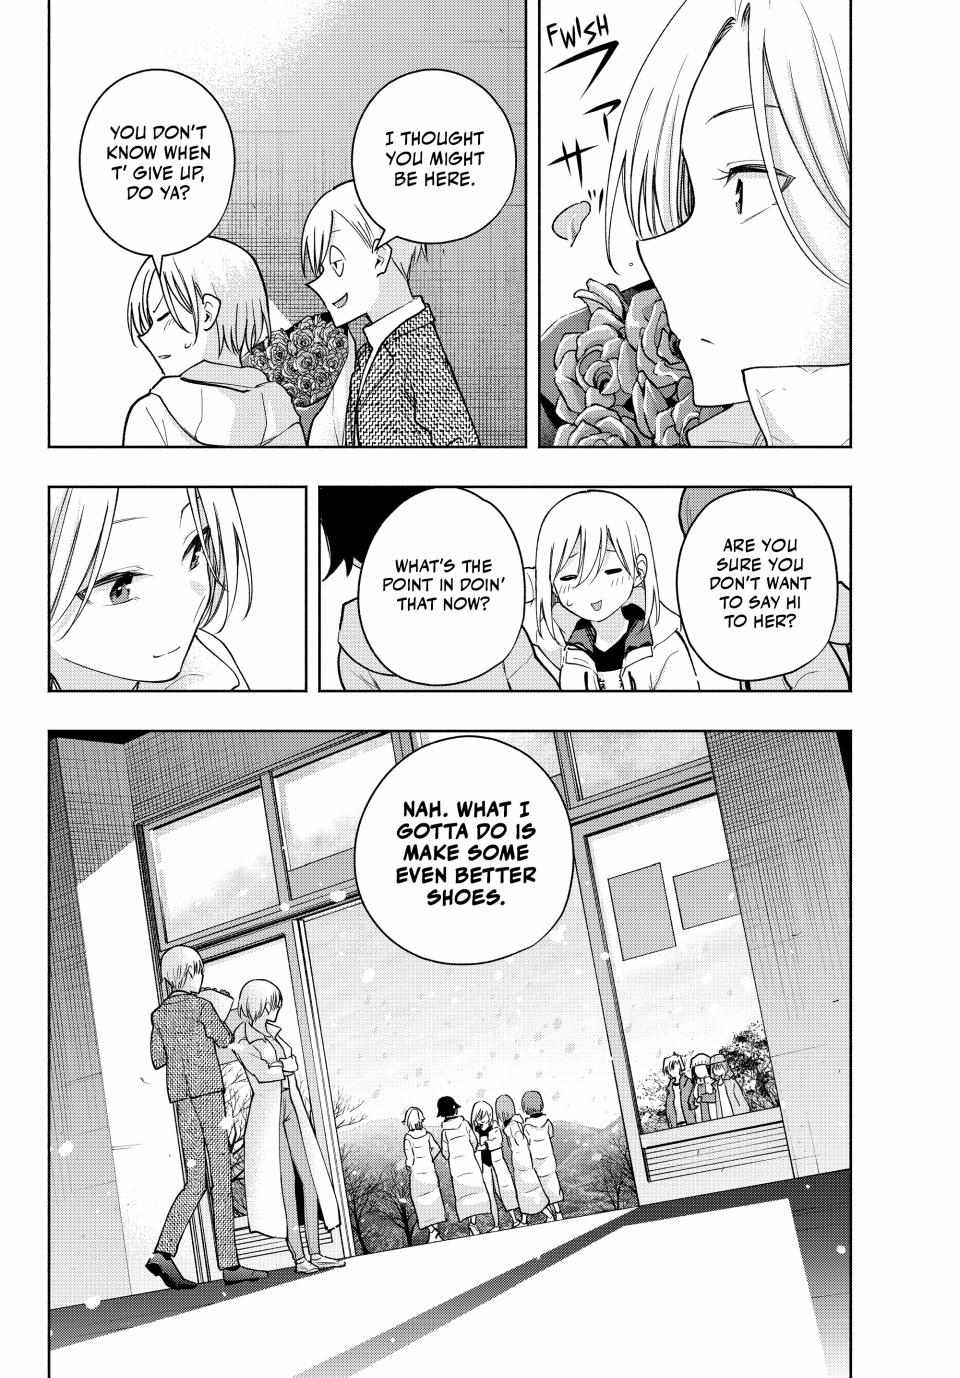 FWISH
I THOUGHT
YOU MIGHT
BE HERE.
YOU DON'T
KNOW WHEN
T' GIVE UP,
DO YA?
ARE YOU
SURE YOU
DON'T WANT
TO SAY HI
TO HER?
WHAT'S THE
POINT IN DOIN'
THAT NOW?
NAH. WHAT I
GOTTA DO IS
MAKE SOME
EVEN BETTER
SHOES.